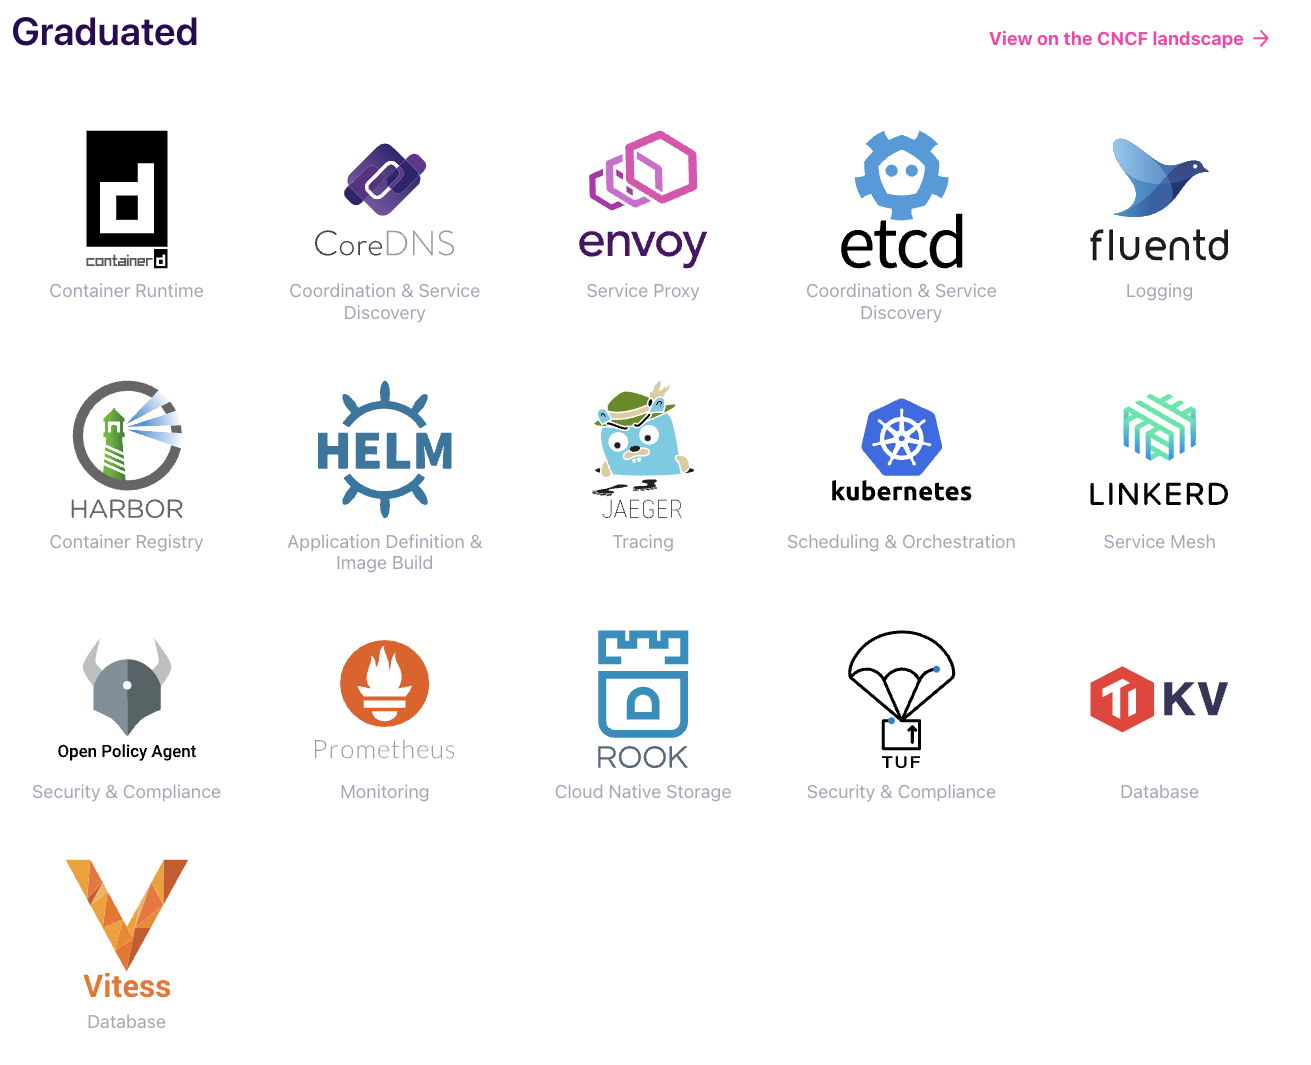 Graduated
View on the CNCF landscape →
d
containerd
Container Runtime
CoreDNS
Coordination & Service
Discovery
envoy
Service Proxy
etcd
Coordination & Service
Discovery
fluentd
Logging
HARBOR
Container Registry
HELM
Application Definition &
Image Build
JAEGER
Tracing
kubernetes
Scheduling & Orchestration
LINKERD
Service Mesh
Open Policy Agent
Security & Compliance
Prometheus
Monitoring
ROOK
Cloud Native Storage
TUF
Security & Compliance
TiKV
Database
Vitess
Database